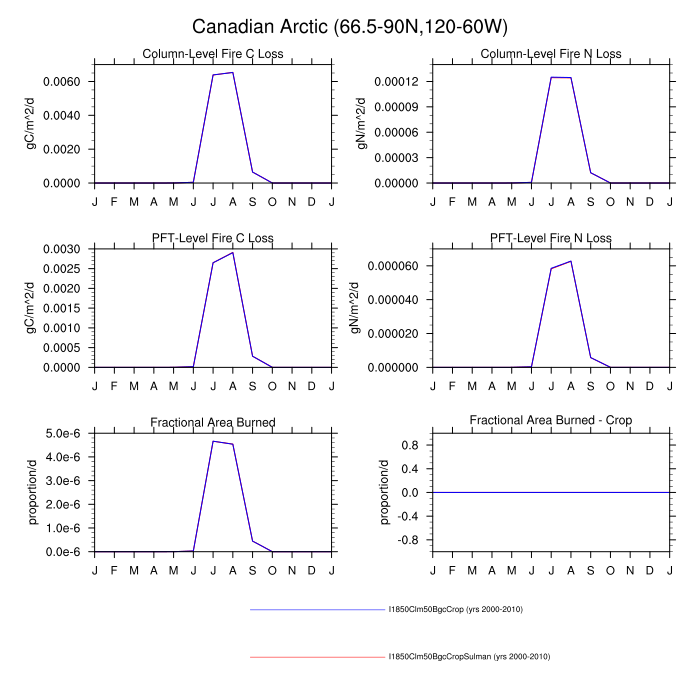 Canadian Arctic (66.5-90N,120-60W)
Column-Level Fire C Loss
gC/m^2/d
0.0060
0.0040
0.0020
0.0000
J F M A M J J A S O N D J
Column-Level Fire N Loss
gN/m^2/d
0.00012
0.00009
0.00006
0.00003
0.00000
J F M A M J J A S O N D J
PFT-Level Fire C Loss
gC/m^2/d
0.0030
0.0025
0.0020
0.0015
0.0010
0.0005
0.0000
J F M A M J J A S O N D J
PFT-Level Fire N Loss
gN/m^2/d
0.000060
0.000040
0.000020
0.000000
J F M A M J J A S O N D J
Fractional Area Burned
proportion/d
5.0e-6
4.0e-6
3.0e-6
2.0e-6
1.0e-6
0.0e-6
J F M A M J J A S O N D J
Fractional Area Burned - Crop
proportion/d
0.8
0.4
0.0
-0.4
-0.8
J F M A M J J A S O N D J
I1850Clm50BgcCrop (yrs 2000-2010)
I1850Clm50BgcCropSulman (yrs 2000-2010)